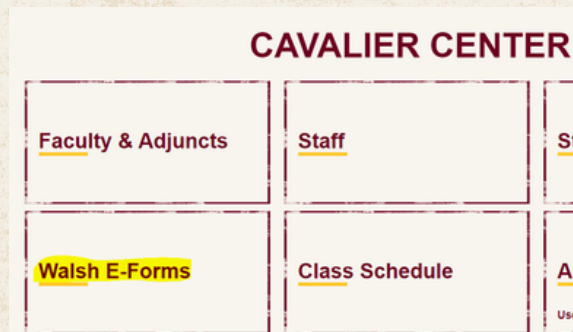 CAVALIER CENTER
Faculty & Adjuncts
Staff
Walsh E-Forms
Class Schedule